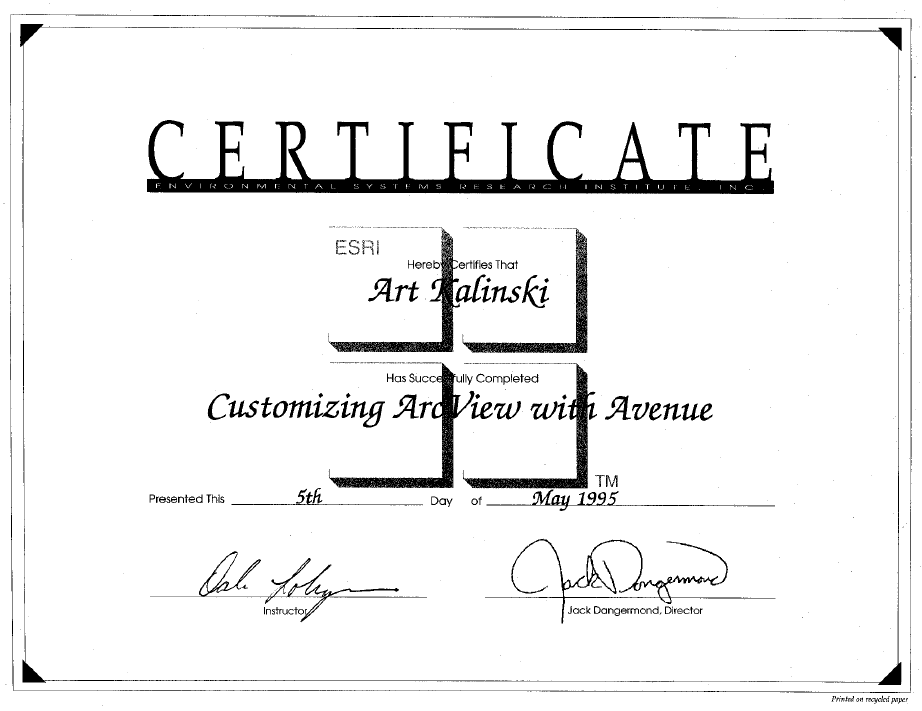 CERTIFICATE
ENVIRONMENTAL SYSTEMS RESEARCH INSTITUTE, INC.
ESRI
Hereby Certifies That
Art Kalinski
Has Successfully Completed
Customizing ArcView with Avenue
TM
Presented This 5th Day of May 1995
Dale
Jack Dangermond
Instructor
Jack Dangermond, Director
Printed on recycled paper